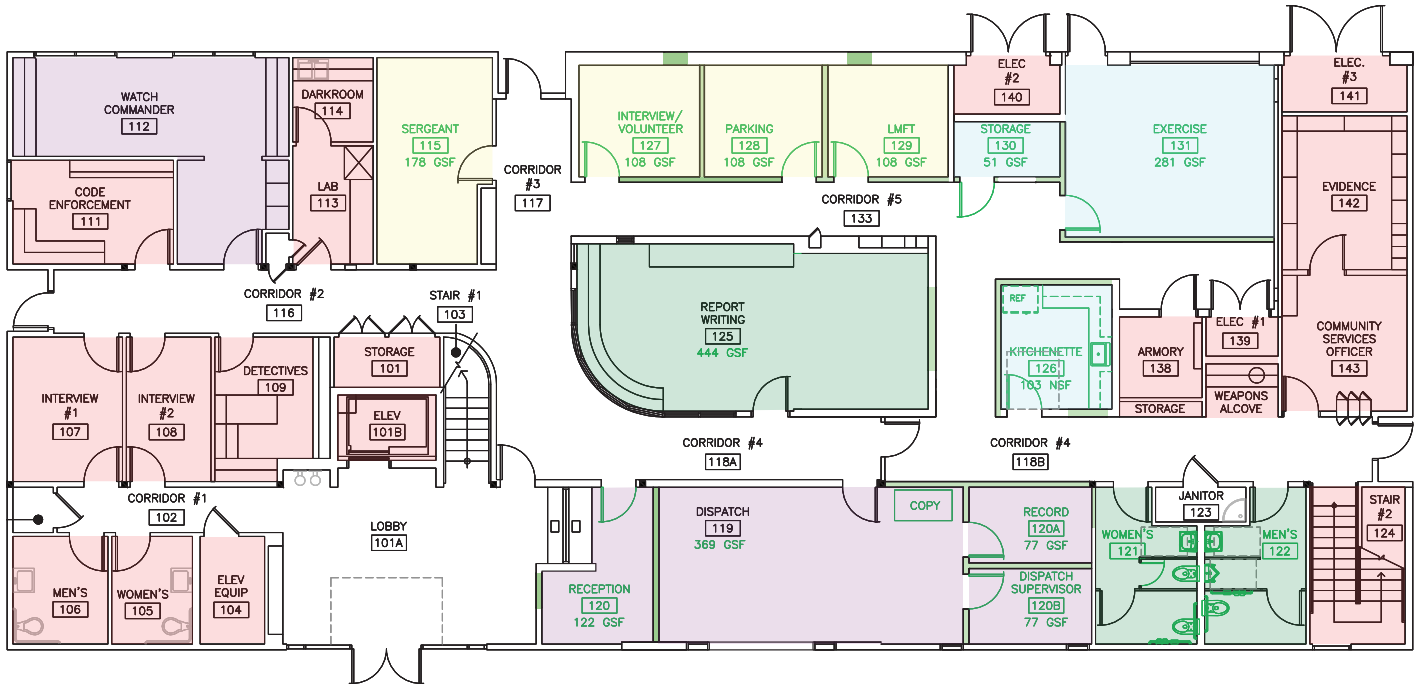 WATCH
COMMANDER
112
DARKROOM
114
SERGEANT
115
178 GSF
CORRIDOR
#3
117
INTERVIEW/
VOLUNTEER
127
108 GSF
PARKING
128
108 GSF
LMFT
129
108 GSF
ELEC
#2
140
STORAGE
130
51 GSF
EXERCISE
131
281 GSF
ELEC.
#3
141
CODE
ENFORCEMENT
111
LAB
113
CORRIDOR #5
133
EVIDENCE
142
CORRIDOR #2
116
STAIR #1
103
REPORT
WRITING
125
444 GSF
REF
KITCHENETTE
126
103 NSF
ARMORY
138
STORAGE
ELEC #1
139
WEAPONS
ALCOVE
COMMUNITY
SERVICES
OFFICER
143
INTERVIEW
#1
107
INTERVIEW
#2
108
DETECTIVES
109
STORAGE
101
ELEV
101B
CORRIDOR #4
118A
CORRIDOR #4
118B
CORRIDOR #1
102
LOBBY
101A
DISPATCH
119
369 GSF
COPY
RECORD
120A
77 GSF
WOMEN'S
121
JANITOR
123
MEN'S
122
STAIR
#2
124
MEN'S
106
WOMEN'S
105
ELEV
EQUIP
104
RECEPTION
120
122 GSF
DISPATCH
SUPERVISOR
120B
77 GSF